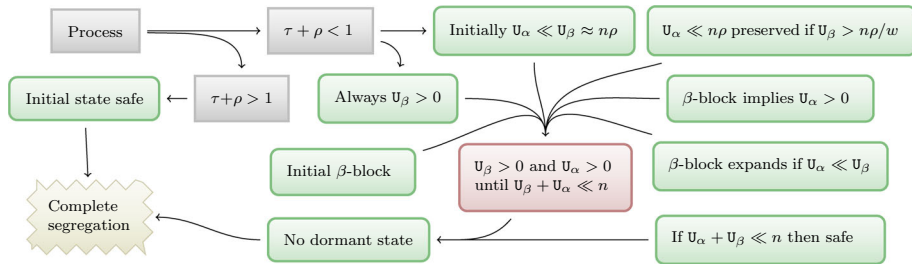 Process
τ + ρ < 1
Initially U_α ≪ U_β ≈ nρ
U_α ≪ nρ preserved if U_β > nρ/w
Initial state safe
τ+ρ > 1
Always U_β > 0
β-block implies U_α > 0
Initial β-block
U_β > 0 and U_α > 0
until U_β + U_α ≪ n
β-block expands if U_α ≪ U_β
Complete
segregation
No dormant state
If U_α + U_β ≪ n then safe